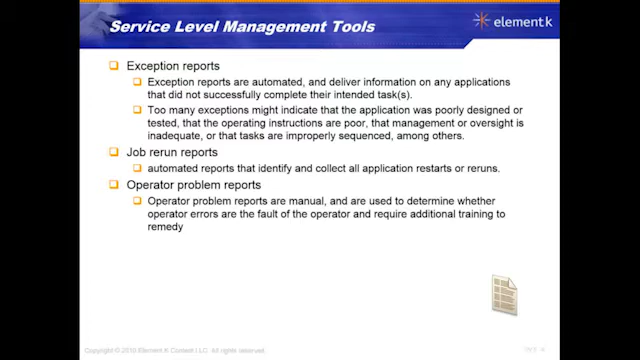 Service Level Management Tools
element k
Exception reports
Exception reports are automated, and deliver information on any applications
that did not successfully complete their intended task(s).
Too many exceptions might indicate that the application was poorly designed or
tested, that the operating instructions are poor, that management or oversight is
inadequate, or that tasks are improperly sequenced, among others.
Job rerun reports
automated reports that identify and collect all application restarts or reruns.
Operator problem reports
Operator problem reports are manual, and are used to determine whether
operator errors are the fault of the operator and require additional training to
remedy
Copyright © 2010 Element K Content LLC. All rights reserved.